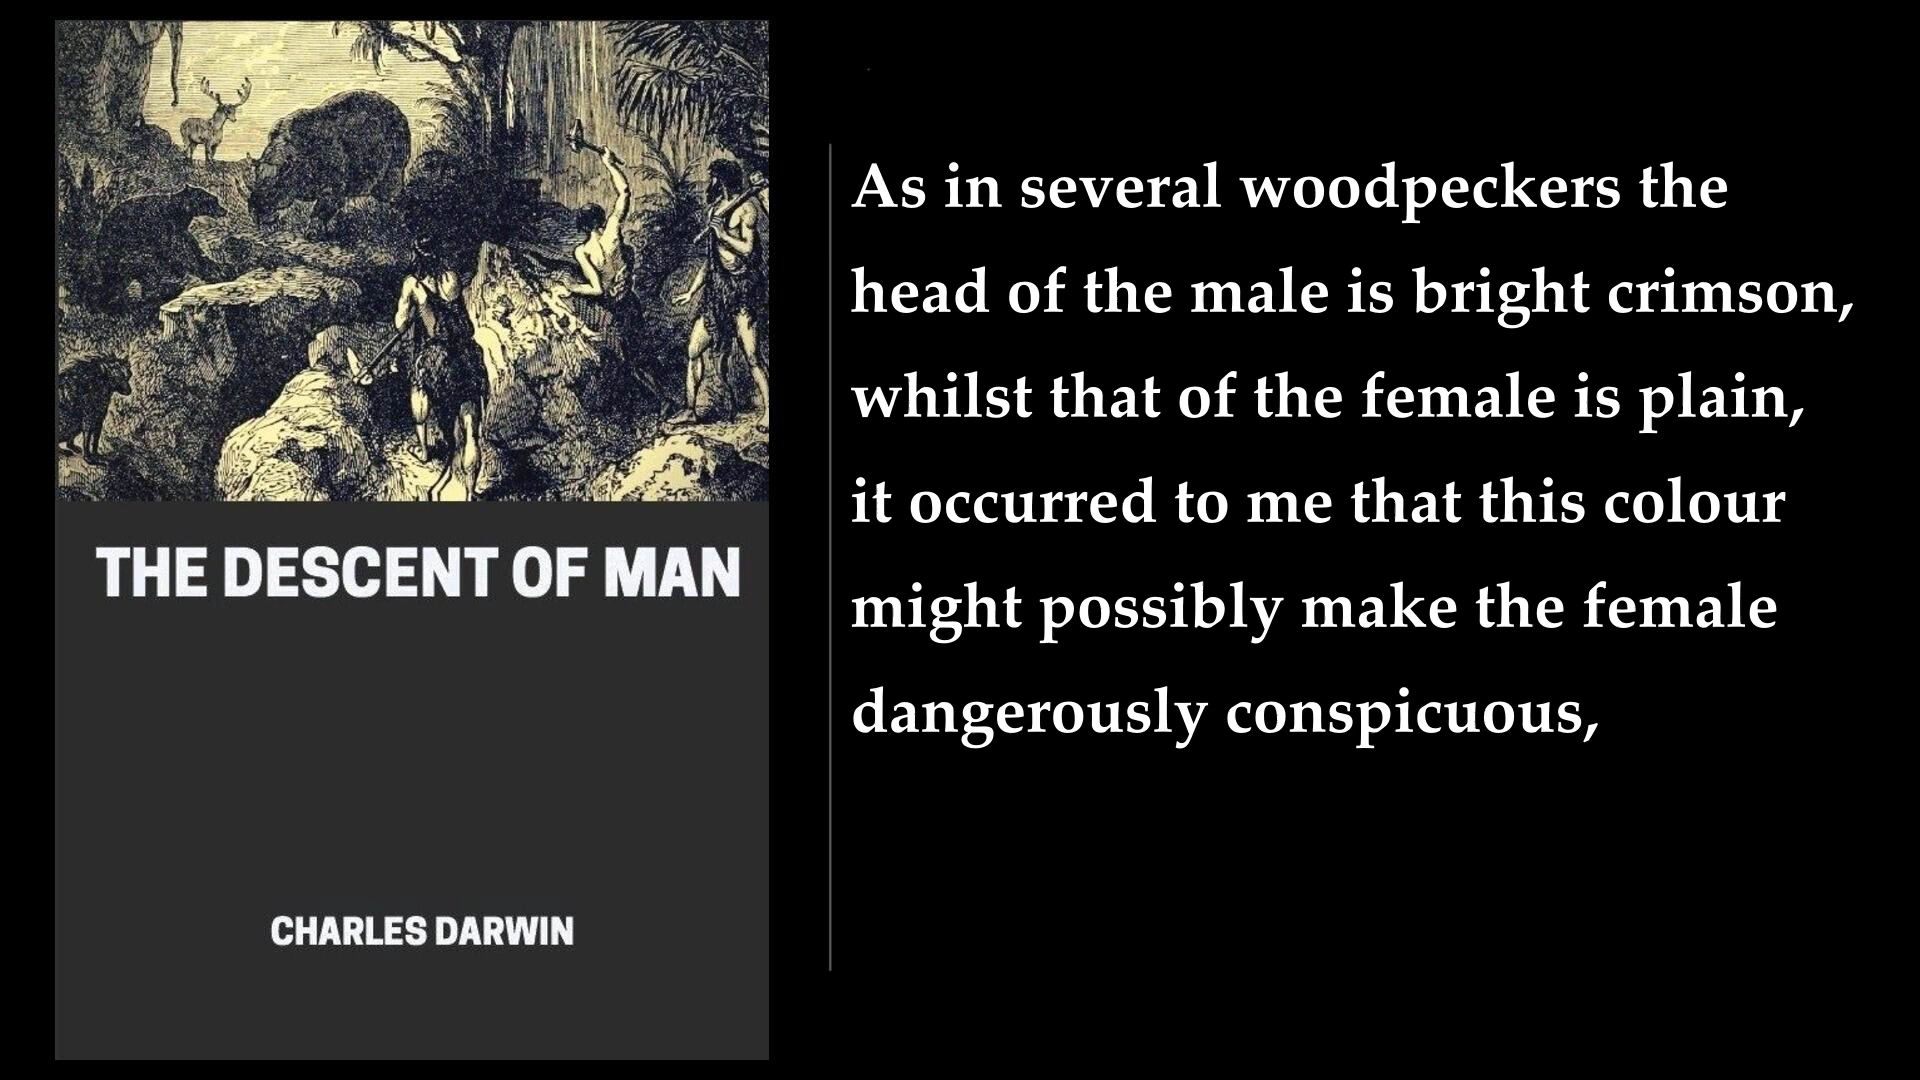 THE DESCENT OF MAN
CHARLES DARWIN
As in several woodpeckers the
head of the male is bright crimson,
whilst that of the female is plain,
it occurred to me that this colour
might possibly make the female
dangerously conspicuous,